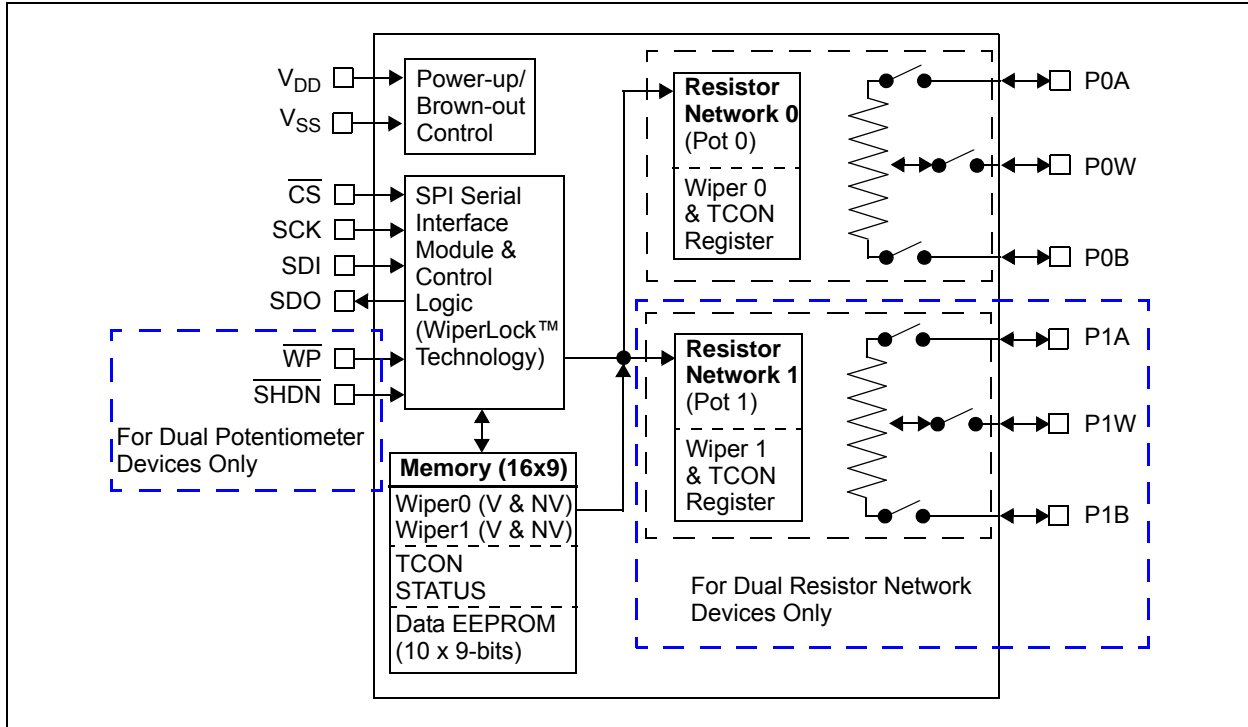 VDD
VSS
CS
SCK
SDI
SDO
WP
SHDN
For Dual Potentiometer
Devices Only
Power-up/
Brown-out
Control
SPI Serial
Interface
Module &
Control
Logic
(WiperLock™
Technology)
Memory (16x9)
Wiper0 (V & NV)
Wiper1 (V & NV)
TCON
STATUS
Data EEPROM
(10 x 9-bits)
Resistor
Network 0
(Pot 0)
Wiper 0
& TCON
Register
P0A
P0W
P0B
Resistor
Network 1
(Pot 1)
Wiper 1
& TCON
Register
P1A
P1W
P1B
For Dual Resistor Network
Devices Only